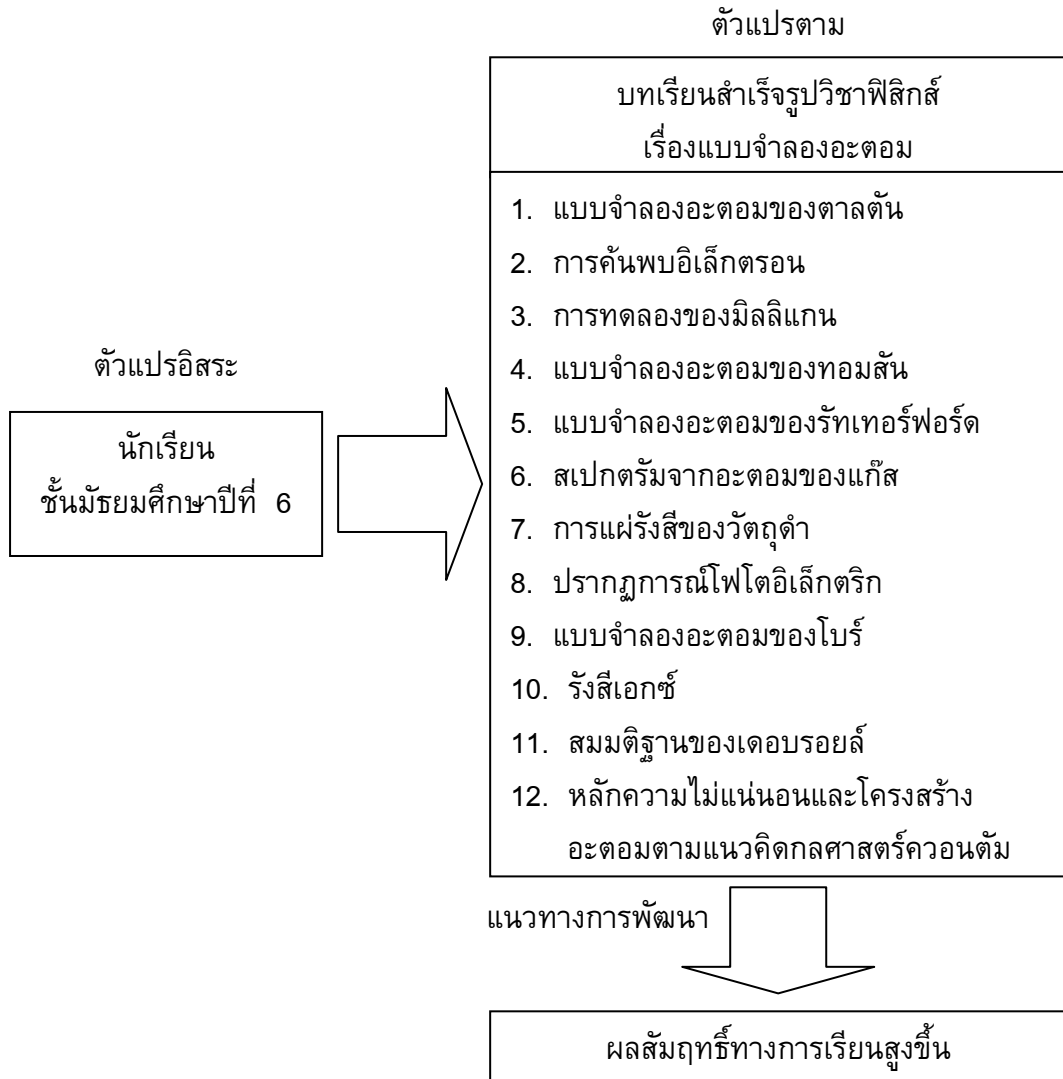 ตัวแปรตาม
บทเรียนสำเร็จรูปวิชาฟิสิกส์
เรื่องแบบจำลองอะตอม
1. แบบจำลองอะตอมของดาลตัน
2. การค้นพบอิเล็กตรอน
3. การทดลองของมิลลิแกน
4. แบบจำลองอะตอมของทอมสัน
5. แบบจำลองอะตอมของรัทเทอร์ฟอร์ด
6. สเปกตรัมจากอะตอมของแก๊ส
7. การแผ่รังสีของวัตถุดำ
8. ปรากฏการณ์โฟโตอิเล็กตริก
9. แบบจำลองอะตอมของโบร์
10. รังสีเอกซ์
11. สมมติฐานของเดอบรอยล์
12. หลักความไม่แน่นอนและโครงสร้าง
อะตอมตามแนวคิดกลศาสตร์ควอนตัม
ตัวแปรอิสระ
นักเรียน
ชั้นมัธยมศึกษาปีที่ 6
แนวทางการพัฒนา
ผลสัมฤทธิ์ทางการเรียนสูงขึ้น